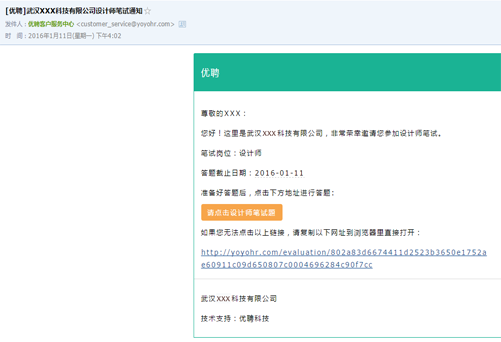 [优聘]武汉XXX科技有限公司设计师笔试通知☆
发件人：优聘客户服务中心 <customer_service@yoyohr.com>
时　间：2016年1月11日(星期一) 下午4:02
优聘
尊敬的XXX：
您好！这里是武汉XXX科技有限公司，非常荣幸邀请您参加设计师笔试。
笔试岗位：设计师
答题截止日期：2016-01-11
准备好答题后，点击下方地址进行答题：
请点击设计师笔试题
如果您无法点击以上链接，请复制以下网址到浏览器里直接打开：
http://yoyohr.com/evaluation/802a83d6674411d2523b3650e1752a
e60911c09d650807c0004696284c90f7cc
武汉XXX科技有限公司
技术支持：优聘科技